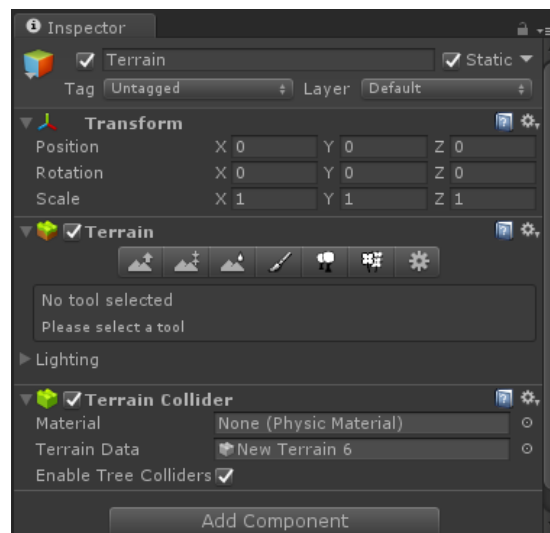 Inspector
Terrain Static
Tag Untagged Layer Default
Transform
Position X 0 Y 0 Z 0
Rotation X 0 Y 0 Z 0
Scale X 1 Y 1 Z 1
Terrain
No tool selected
Please select a tool
Lighting
Terrain Collider
Material None (Physic Material)
Terrain Data New Terrain 6
Enable Tree Colliders
Add Component